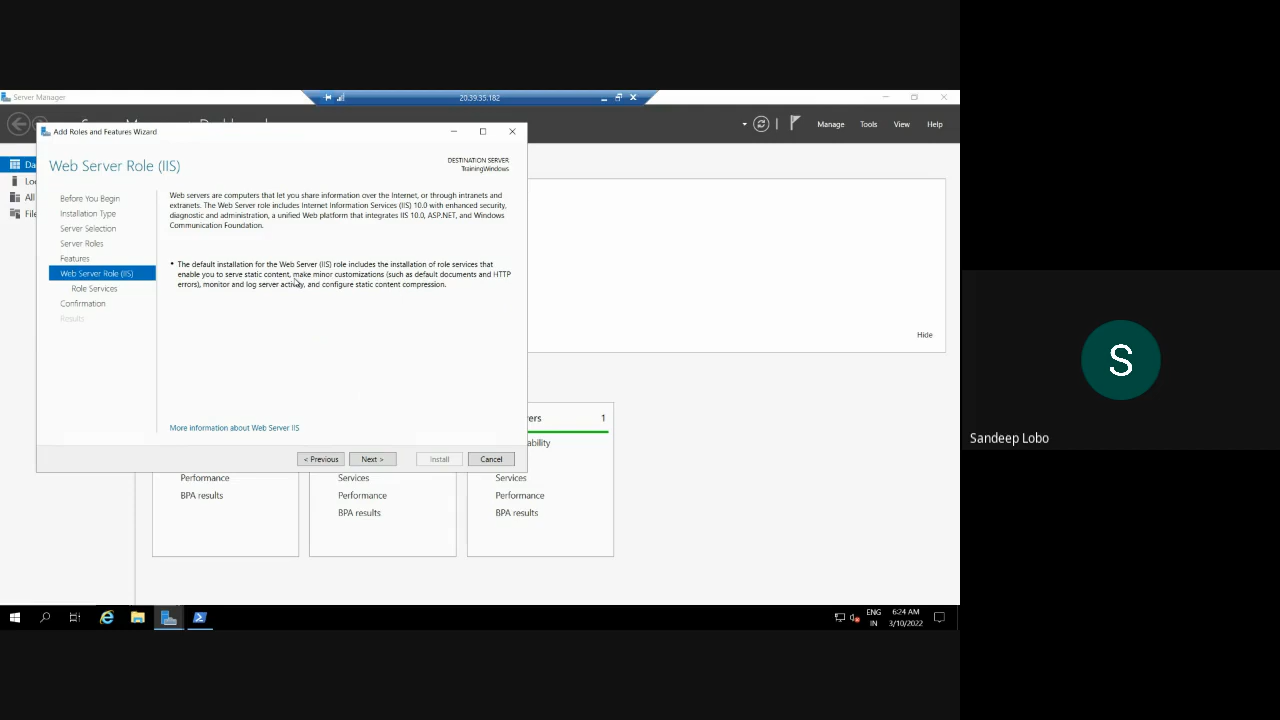 Server Manager
20.39.35.182
Manage
Tools
View
Help
Add Roles and Features Wizard
Web Server Role (IIS)
DESTINATION SERVER
TrainingWindows
Before You Begin
Installation Type
Server Selection
Server Roles
Features
Web Server Role (IIS)
Role Services
Confirmation
Results
Web servers are computers that let you share information over the Internet, or through intranets and
extranets. The Web Server role includes Internet Information Services (IIS) 10.0 with enhanced security,
diagnostic and administration, a unified Web platform that integrates IIS 10.0, ASP.NET, and Windows
Communication Foundation.
• The default installation for the Web Server (IIS) role includes the installation of role services that
enable you to serve static content, make minor customizations (such as default documents and HTTP
errors), monitor and log server activity, and configure static content compression.
More information about Web Server IIS
< Previous
Next >
Install
Cancel
Hide
1
Performance
BPA results
Services
Performance
BPA results
Services
Performance
BPA results
ENG
IN
6:24 AM
3/10/2022
S
Sandeep Lobo